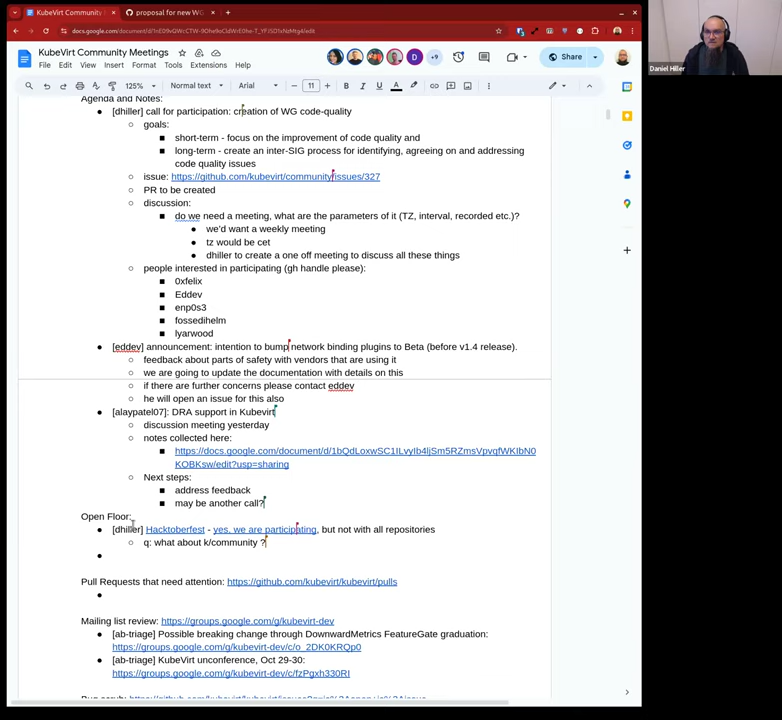 KubeVirt Community Meetings
proposal for new WG
KubeVirt Community Meetings
File Edit View Insert Format Tools Extensions Help
+9
Share
125%
Normal text
Arial
11
B I U A
Agenda and Notes:
[dhiller] call for participation: creation of WG code-quality
goals:
short-term - focus on the improvement of code quality and
long-term - create an inter-SIG process for identifying, agreeing on and addressing
code quality issues
issue: https://github.com/kubevirt/community/issues/327
PR to be created
discussion:
do we need a meeting, what are the parameters of it (TZ, interval, recorded etc.)?
we'd want a weekly meeting
tz would be cet
dhiller to create a one off meeting to discuss all these things
people interested in participating (gh handle please):
0xfelix
Eddev
enp0s3
fossedihelm
lyarwood
[eddev] announcement: intention to bump network binding plugins to Beta (before v1.4 release).
feedback about parts of safety with vendors that are using it
we are going to update the documentation with details on this
if there are further concerns please contact eddev
he will open an issue for this also
[alaypatel07]: DRA support in Kubevirt
discussion meeting yesterday
notes collected here:
Next steps:
address feedback
may be another call?
Open Floor:
[dhiller] Hacktoberfest - yes, we are participating, but not with all repositories
q: what about k/community ?
Pull Requests that need attention: https://github.com/kubevirt/kubevirt/pulls
Mailing list review: https://groups.google.com/g/kubevirt-dev
[ab-triage] Possible breaking change through DownwardMetrics FeatureGate graduation:
https://groups.google.com/g/kubevirt-dev/c/o_2DK0KRQp0
[ab-triage] KubeVirt unconference, Oct 29-30:
https://groups.google.com/g/kubevirt-dev/c/fzPgxh330RI
Daniel Hiller